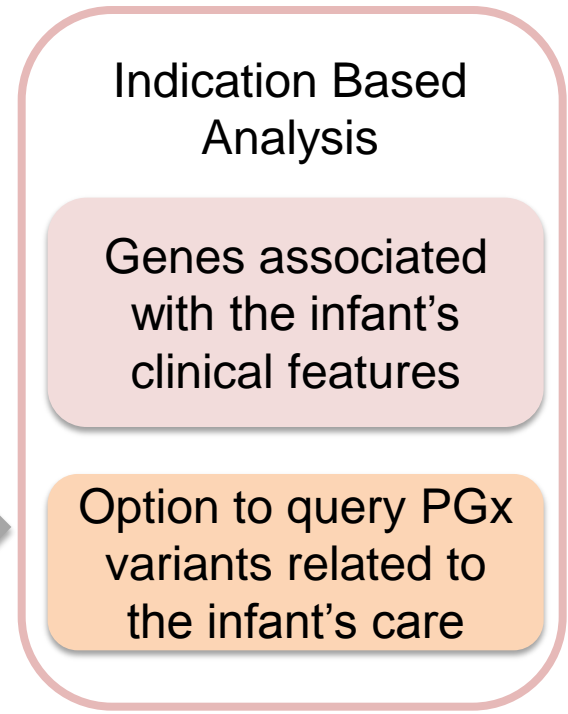 Indication Based
Analysis
Genes associated
with the infant’s
clinical features
Option to query PGx
variants related to
the infant’s care